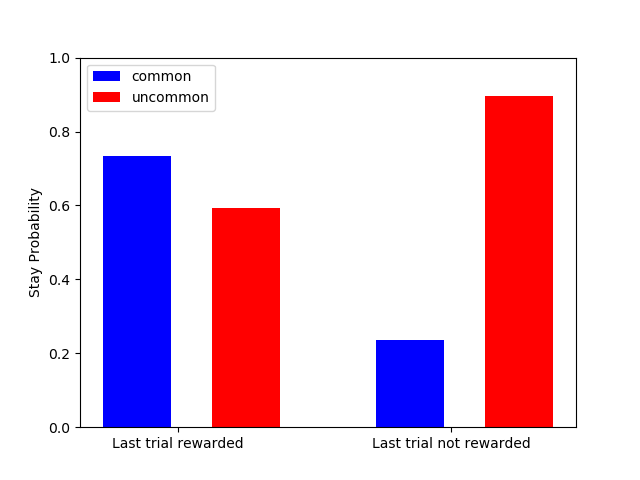 1.0
0.8
0.6
0.4
0.2
0.0
Stay Probability
common
uncommon
Last trial rewarded
Last trial not rewarded